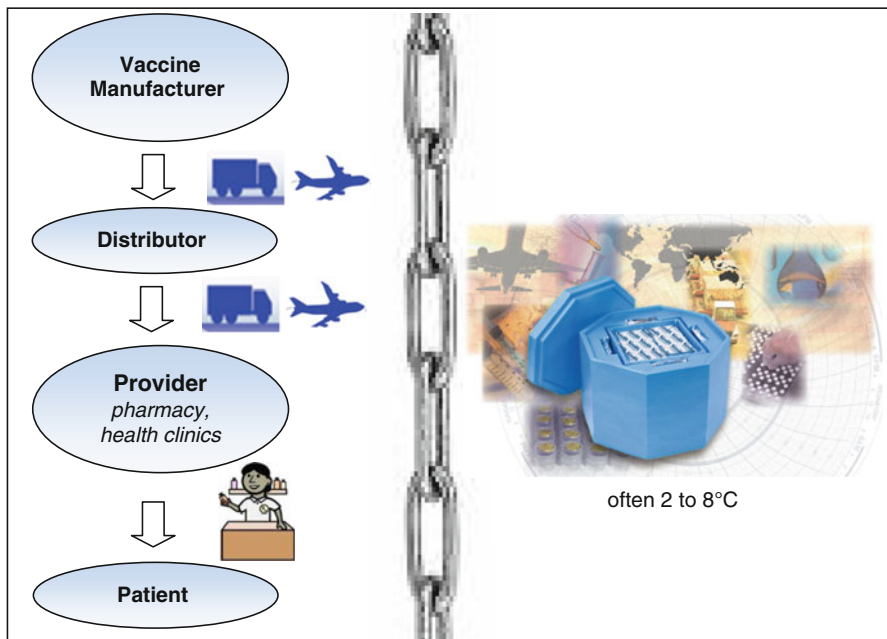 Vaccine
Manufacturer
Distributor
Provider
pharmacy,
health clinics
Patient
often 2 to 8°C